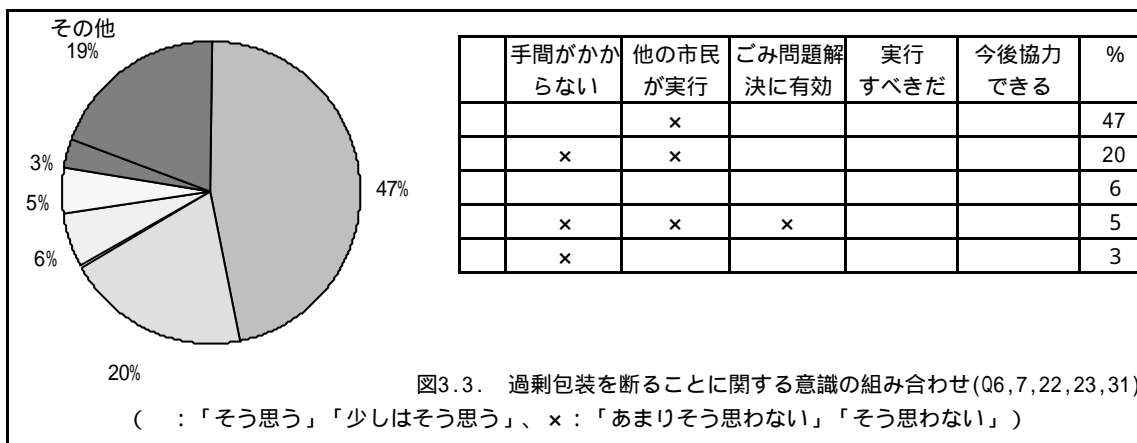 その他
19%
3%
5%
6%
20%
47%
手間がかか 他の市民 ごみ問題解 実行 今後協力 %
らない が実行 決に有効 すべきだ できる
× 47
× × 20
6
× × × 5
× 3
図3.3. 過剰包装を断ることに関する意識の組み合わせ(Q6,7,22,23,31)
( :「そう思う」「少しはそう思う」、×:「あまりそう思わない」「そう思わない」)